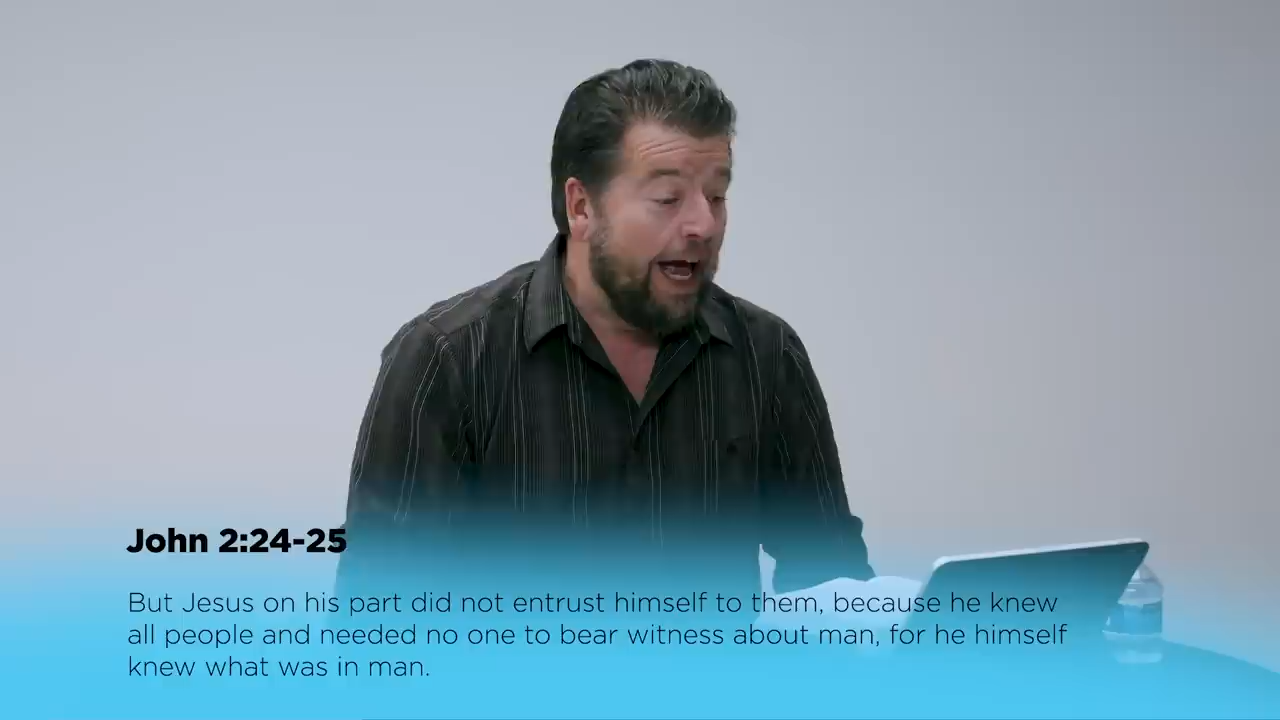 John 2:24-25
But Jesus on his part did not entrust himself to them, because he knew
all people and needed no one to bear witness about man, for he himself
knew what was in man.